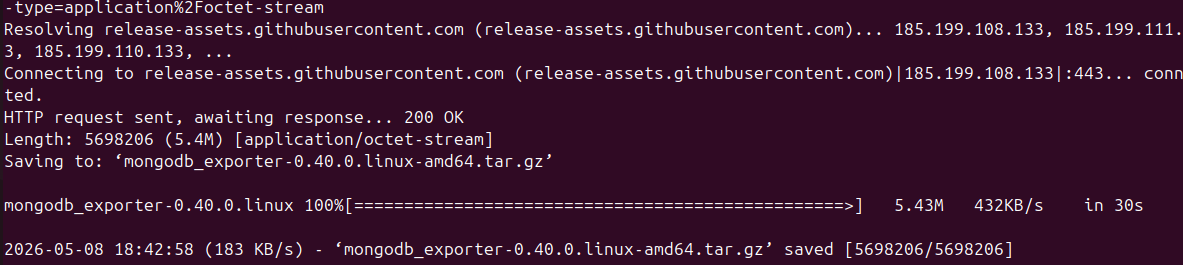 -type=application%2Foctet-stream
Resolving release-assets.githubusercontent.com (release-assets.githubusercontent.com)... 185.199.108.133, 185.199.111.
3, 185.199.110.133, ...
Connecting to release-assets.githubusercontent.com (release-assets.githubusercontent.com)|185.199.108.133|:443... conn
ted.
HTTP request sent, awaiting response... 200 OK
Length: 5698206 (5.4M) [application/octet-stream]
Saving to: ‘mongodb_exporter-0.40.0.linux-amd64.tar.gz’
mongodb_exporter-0.40.0.linux 100%[=================================================>]   5.43M   432KB/s    in 30s
2026-05-08 18:42:58 (183 KB/s) - ‘mongodb_exporter-0.40.0.linux-amd64.tar.gz’ saved [5698206/5698206]